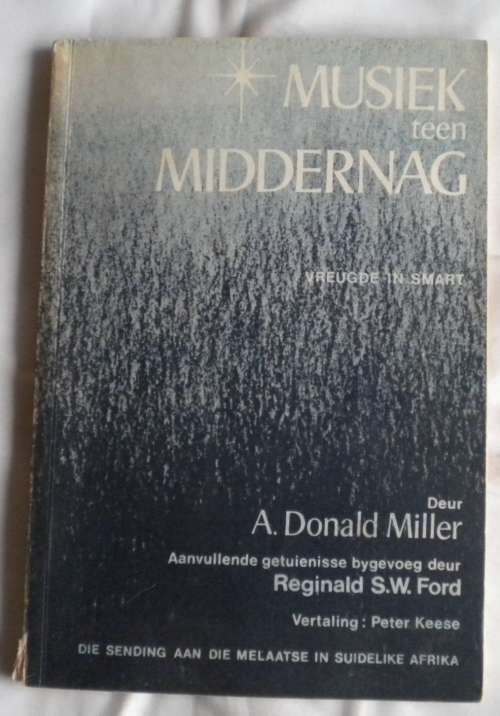 MUSIEK
teen
MIDDERNAG
VREUGDE IN SMART
Deur
A. Donald Miller
Aanvullende getuienisse bygevoeg deur
Reginald S.W. Ford
Vertaling: Peter Keese
DIE SENDING AAN DIE MELAATSE IN SUIDELIKE AFRIKA